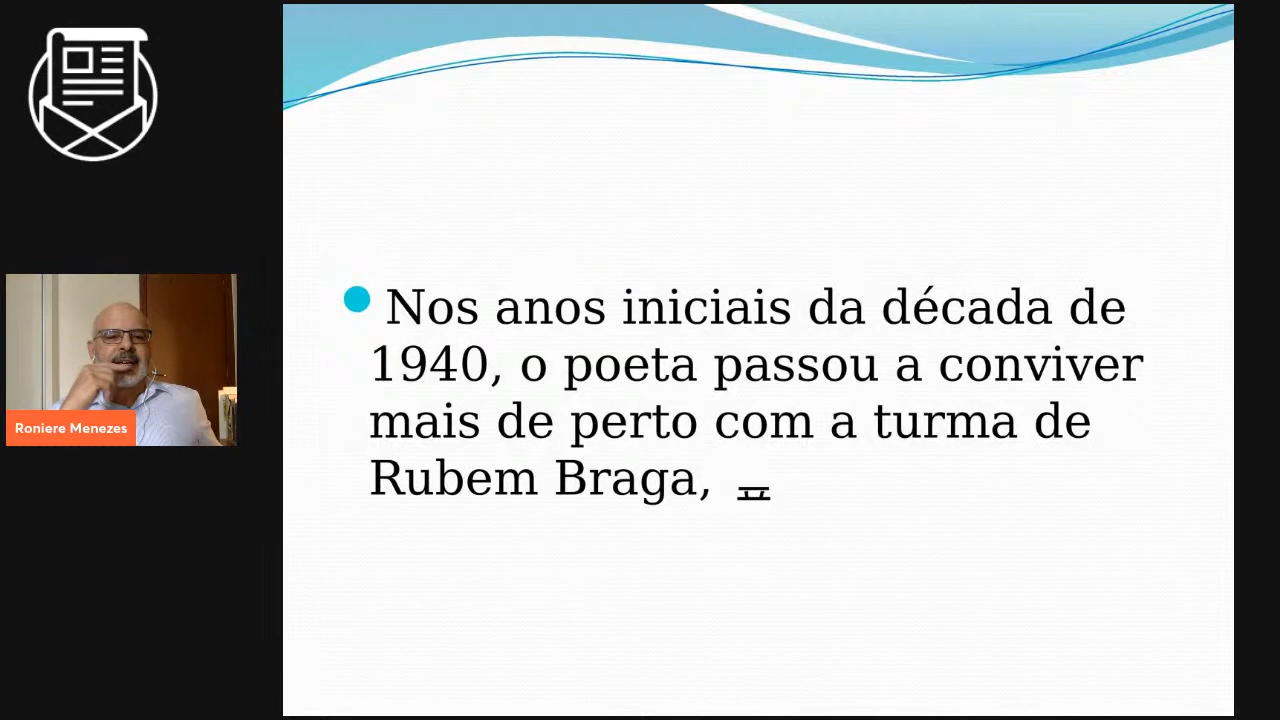 Nos anos iniciais da década de
1940, o poeta passou a conviver
mais de perto com a turma de
Rubem Braga,
Roniere Menezes